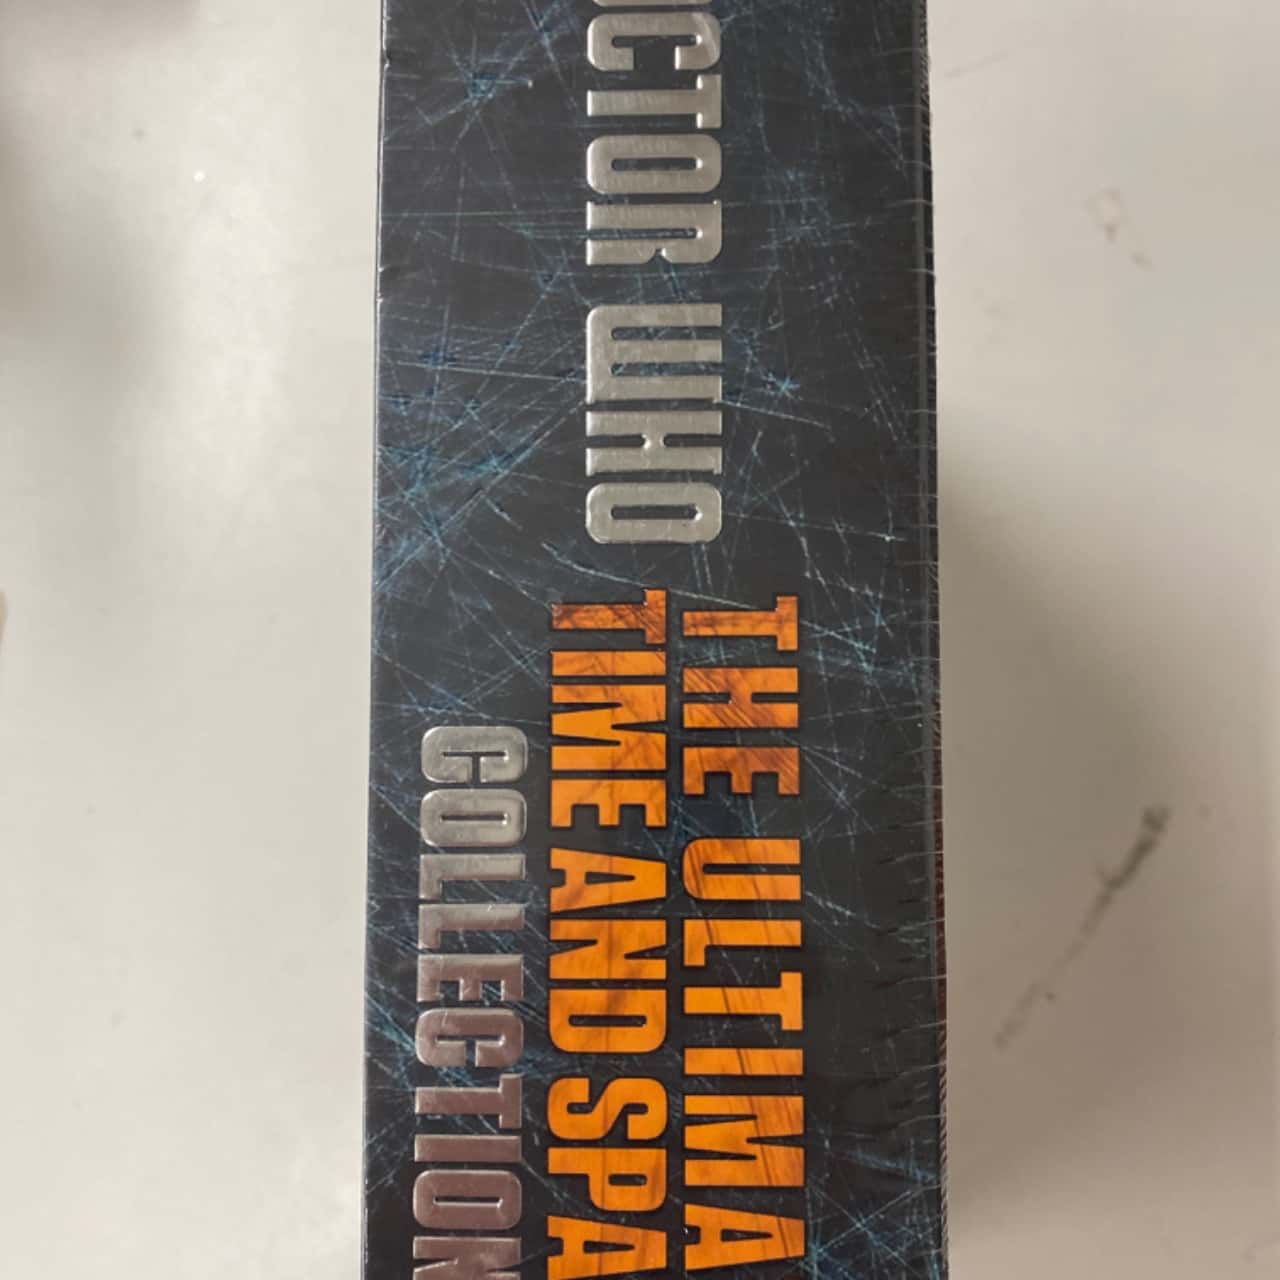 OCTOR WHO
THE ULTIMA
TIME AND SPA
COLLECTION